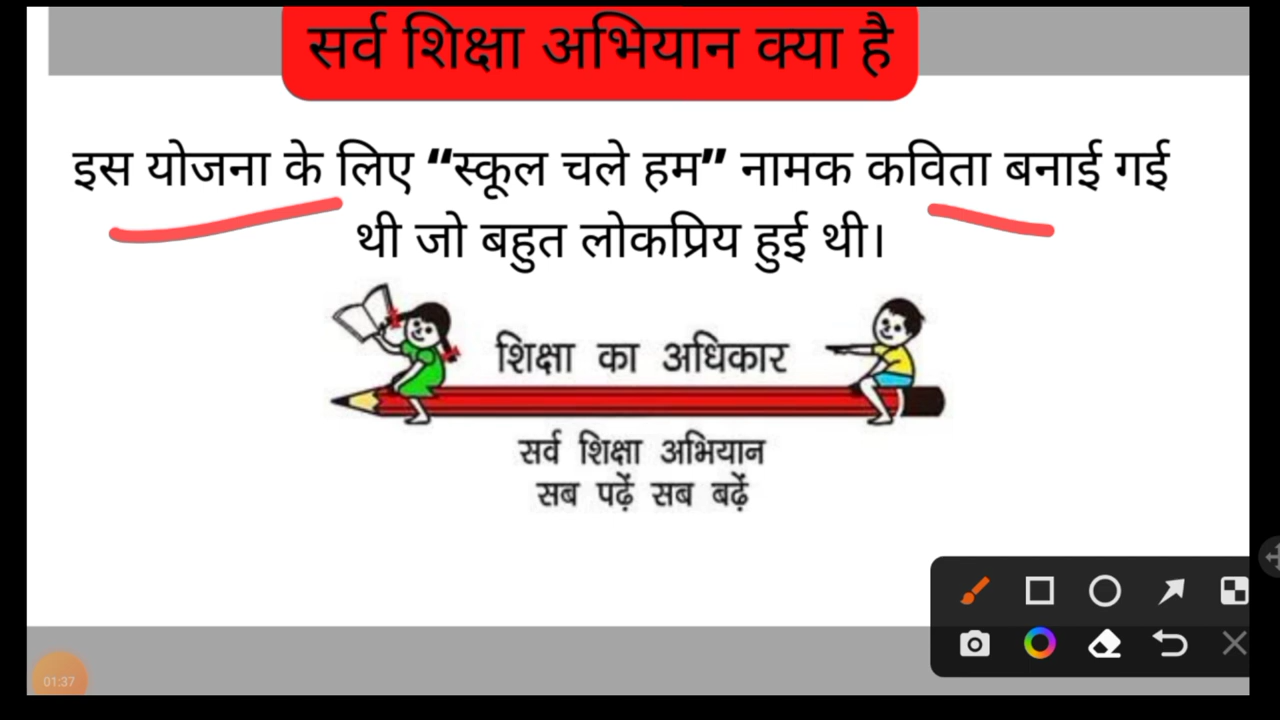 सर्व शिक्षा अभियान क्या है
इस योजना के लिए “स्कूल चले हम” नामक कविता बनाई गई
थी जो बहुत लोकप्रिय हुई थी।
शिक्षा का अधिकार
सर्व शिक्षा अभियान
सब पढ़ें सब बढ़ें
01:37